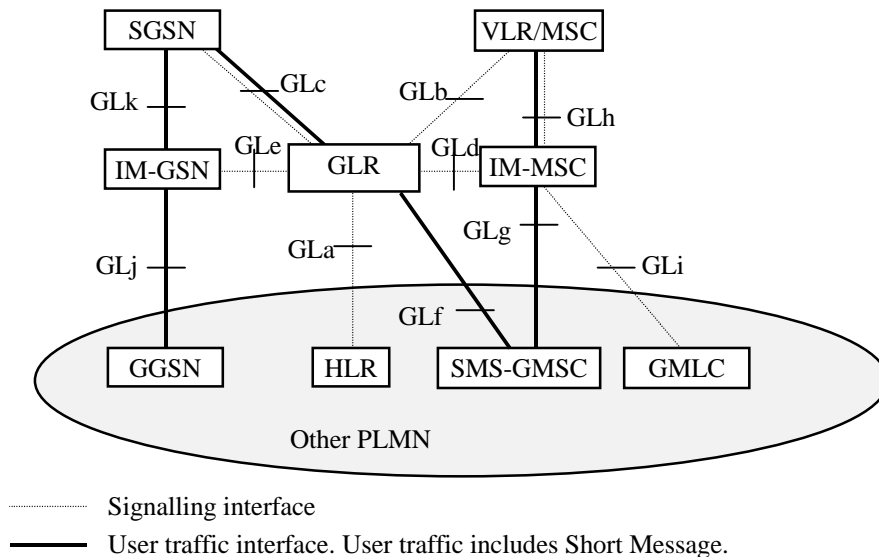 SGSN
VLR/MSC
GLc
GLb
GLk
GLh
GLe
GLd
IM-GSN
GLR
IM-MSC
GLa
GLg
GLj
GLi
GLf
GGSN
HLR
SMS-GMSC
GMLC
Other PLMN
Signalling interface
User traffic interface. User traffic includes Short Message.